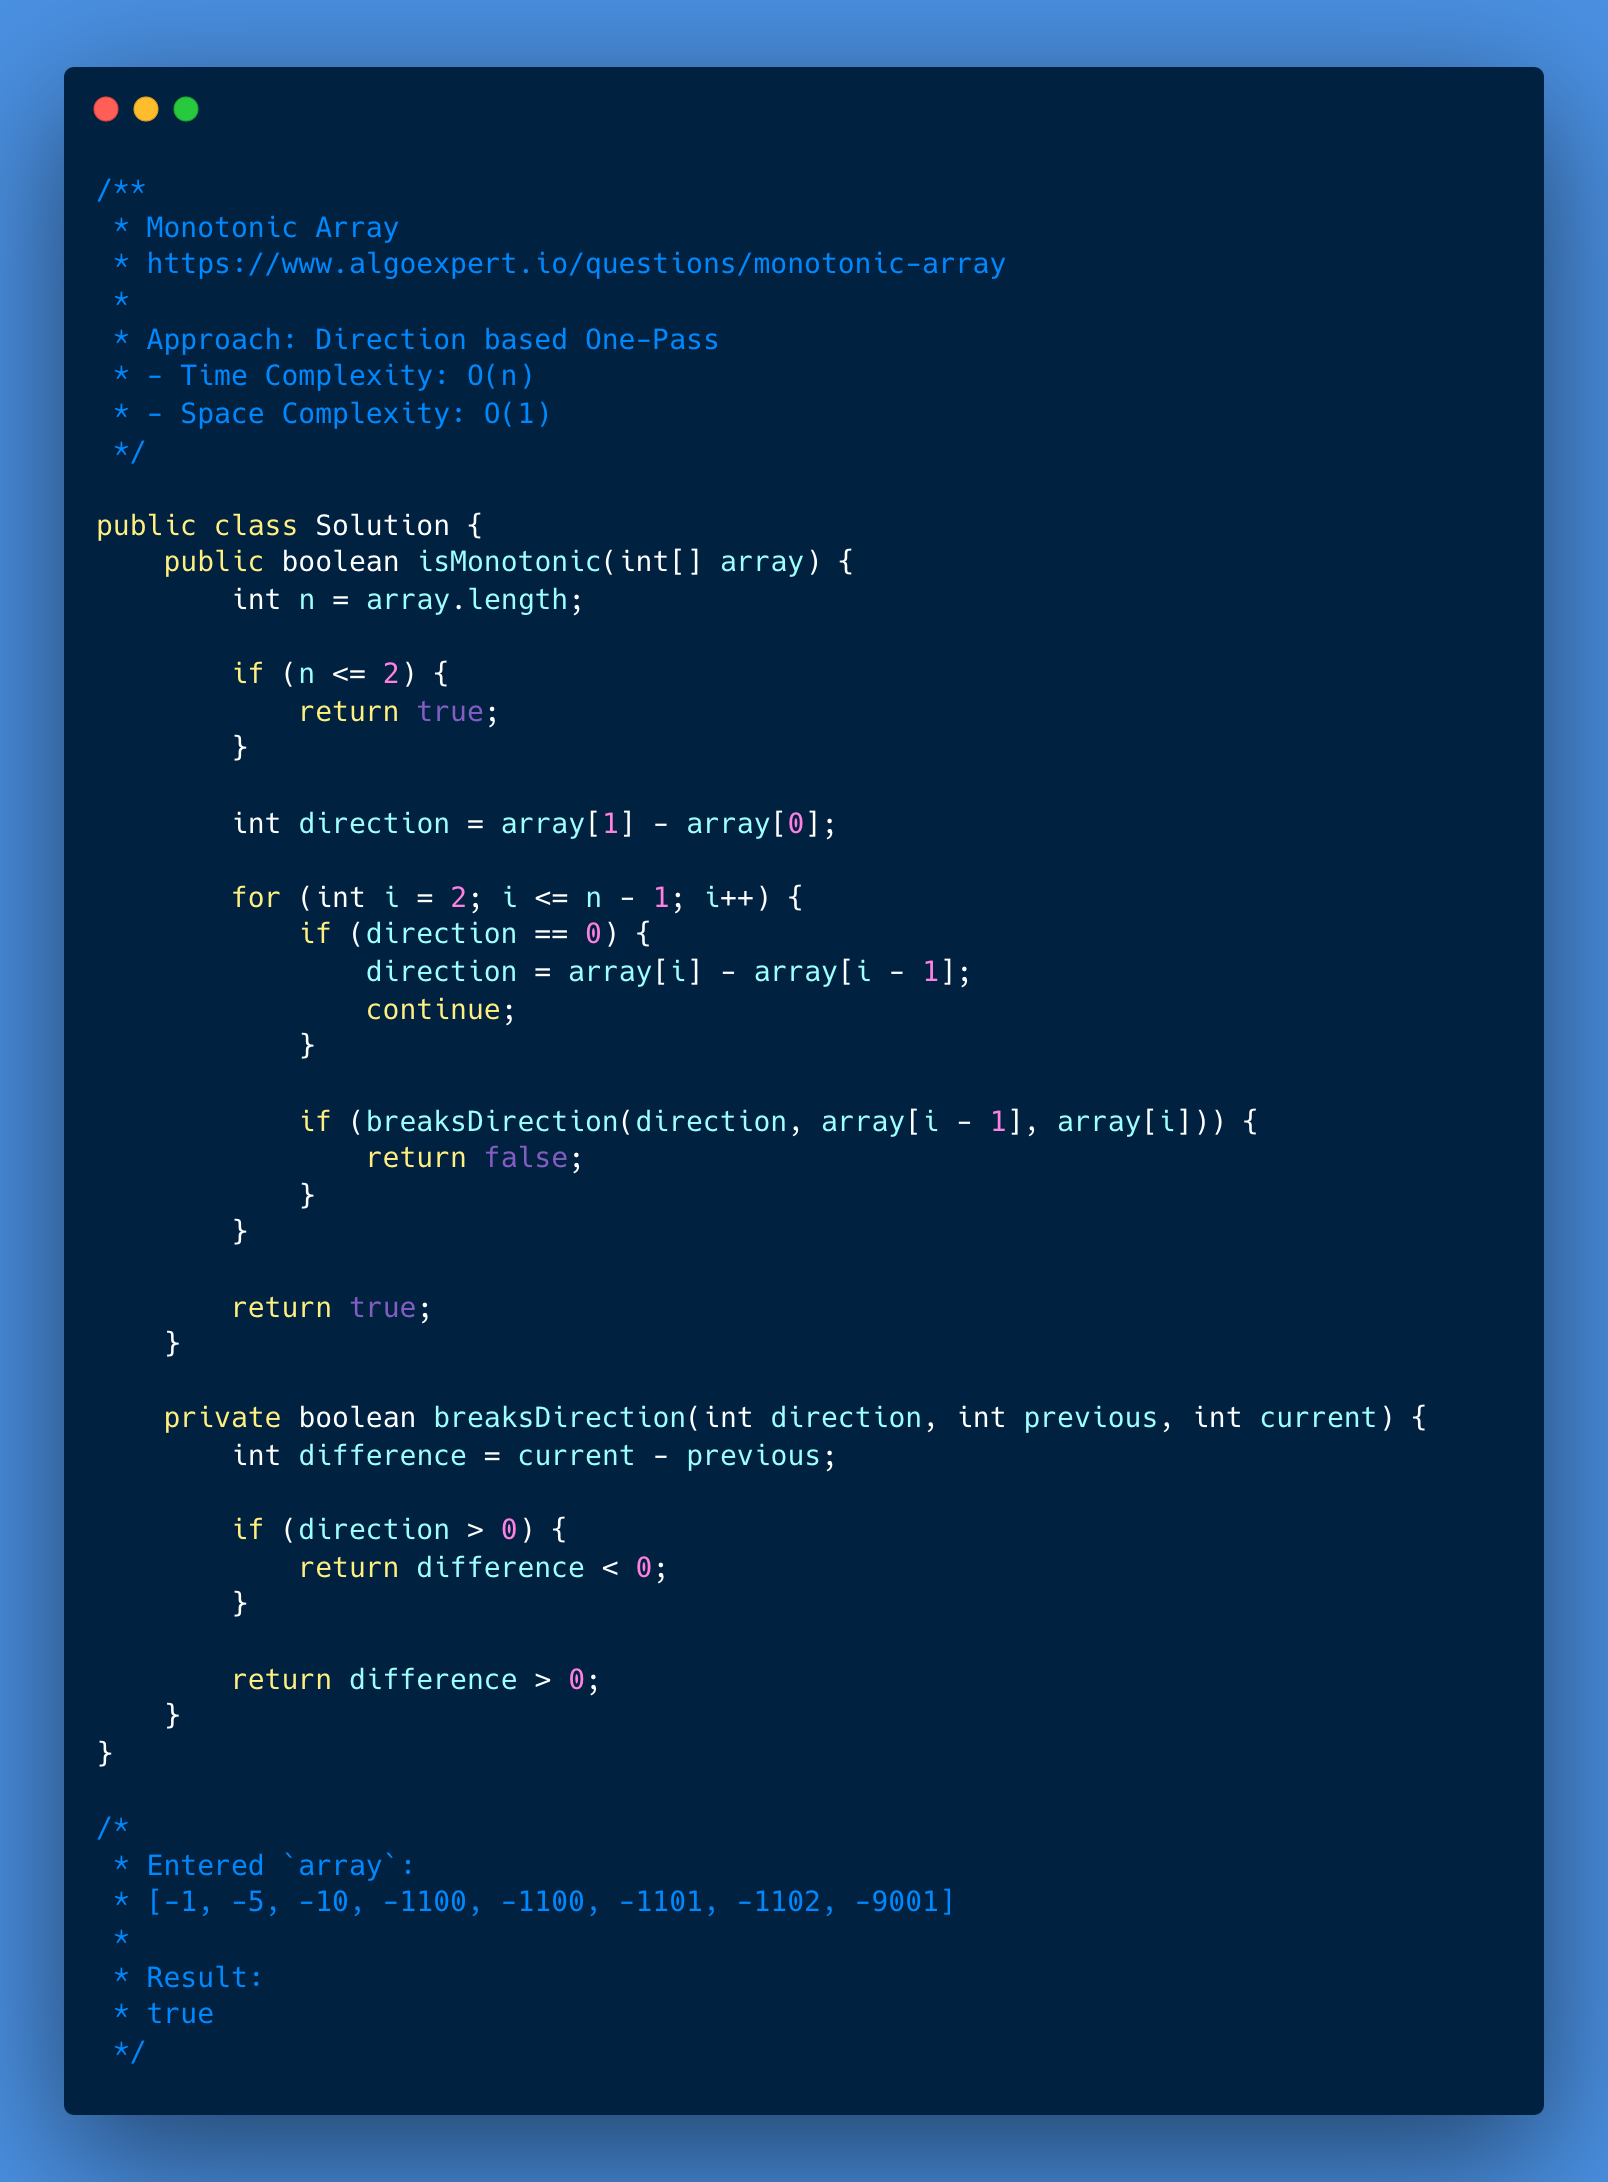 /**
 * Monotonic Array
 * https://www.algoexpert.io/questions/monotonic-array
 *
 * Approach: Direction based One-Pass
 * - Time Complexity: O(n)
 * - Space Complexity: O(1)
 */

public class Solution {
    public boolean isMonotonic(int[] array) {
        int n = array.length;

        if (n <= 2) {
            return true;
        }

        int direction = array[1] - array[0];

        for (int i = 2; i <= n - 1; i++) {
            if (direction == 0) {
                direction = array[i] - array[i - 1];
                continue;
            }

            if (breaksDirection(direction, array[i - 1], array[i])) {
                return false;
            }
        }

        return true;
    }

    private boolean breaksDirection(int direction, int previous, int current) {
        int difference = current - previous;

        if (direction > 0) {
            return difference < 0;
        }

        return difference > 0;
    }
}

/*
 * Entered `array`:
 * [-1, -5, -10, -1100, -1100, -1101, -1102, -9001]
 *
 * Result:
 * true
 */